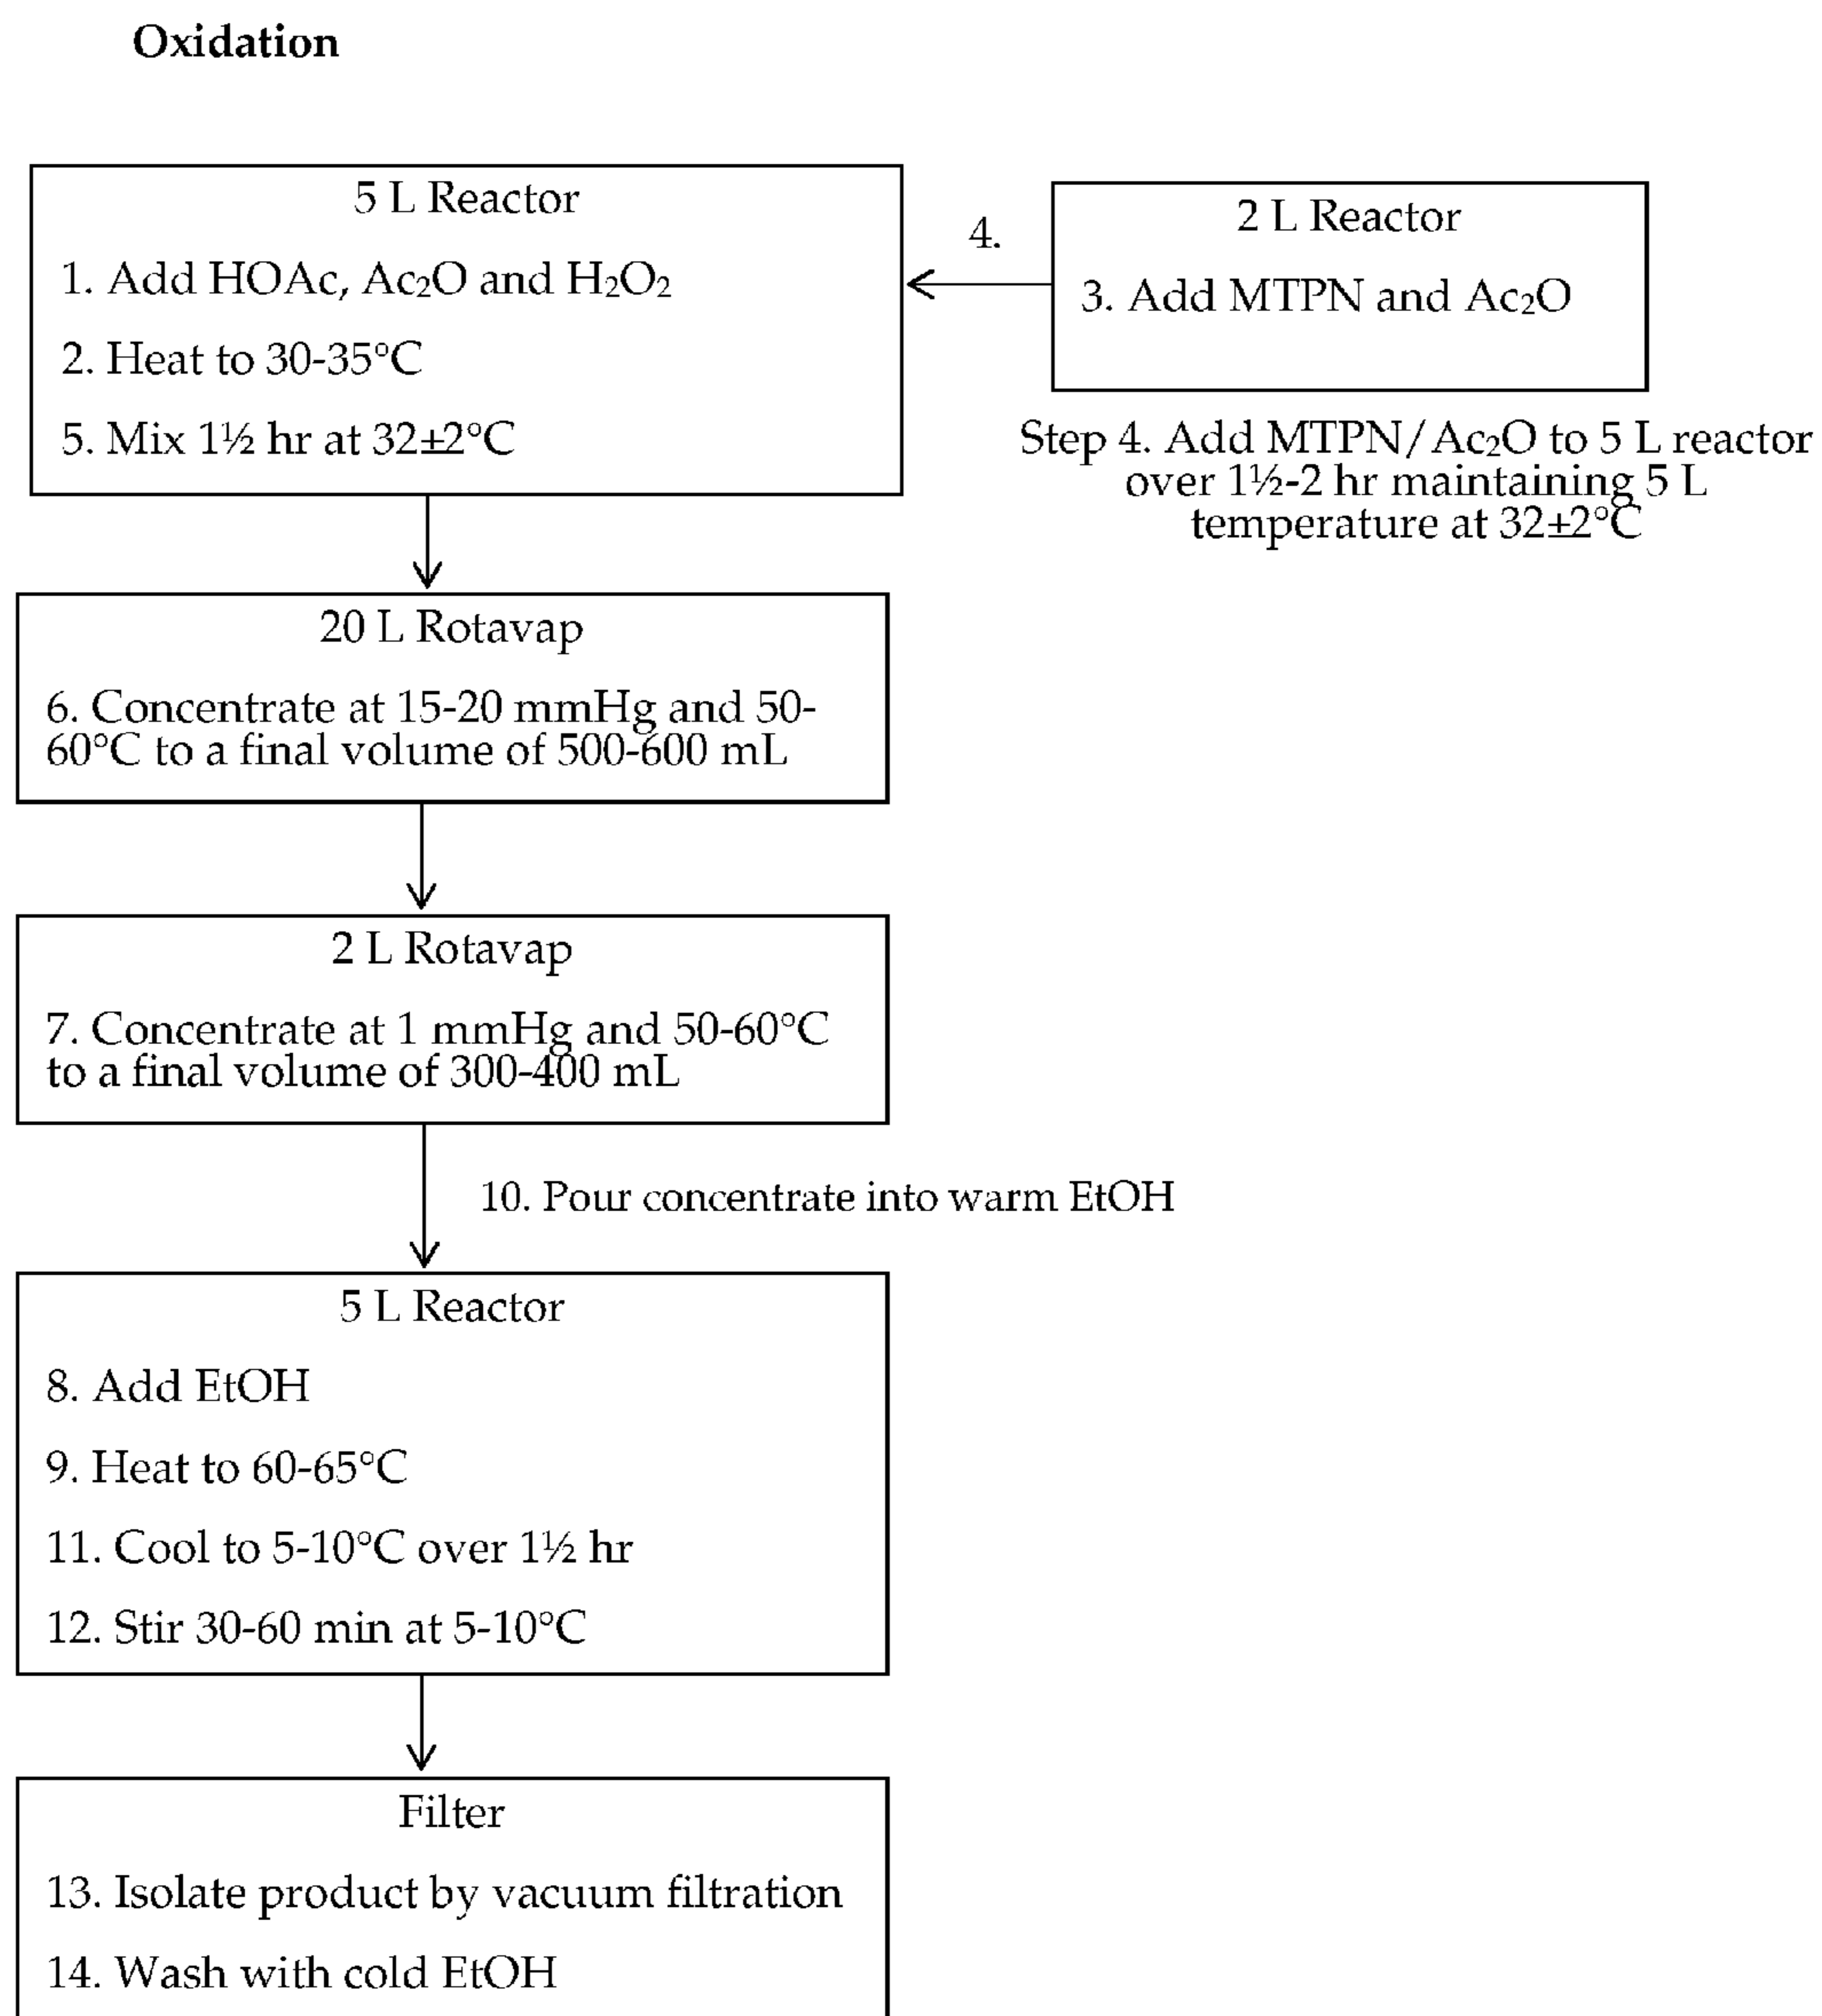 Oxidation
5 L Reactor
1. Add HOAc, Ac₂O and H₂O₂
2. Heat to 30-35°C
5. Mix 1½ hr at 32±2°C
4.
2 L Reactor
3. Add MTPN and Ac₂O
Step 4. Add MTPN/Ac₂O to 5 L reactor
over 1½-2 hr maintaining 5 L
temperature at 32±2°C
20 L Rotavap
6. Concentrate at 15-20 mmHg and 50-
60°C to a final volume of 500-600 mL
2 L Rotavap
7. Concentrate at 1 mmHg and 50-60°C
to a final volume of 300-400 mL
10. Pour concentrate into warm EtOH
5 L Reactor
8. Add EtOH
9. Heat to 60-65°C
11. Cool to 5-10°C over 1½ hr
12. Stir 30-60 min at 5-10°C
Filter
13. Isolate product by vacuum filtration
14. Wash with cold EtOH